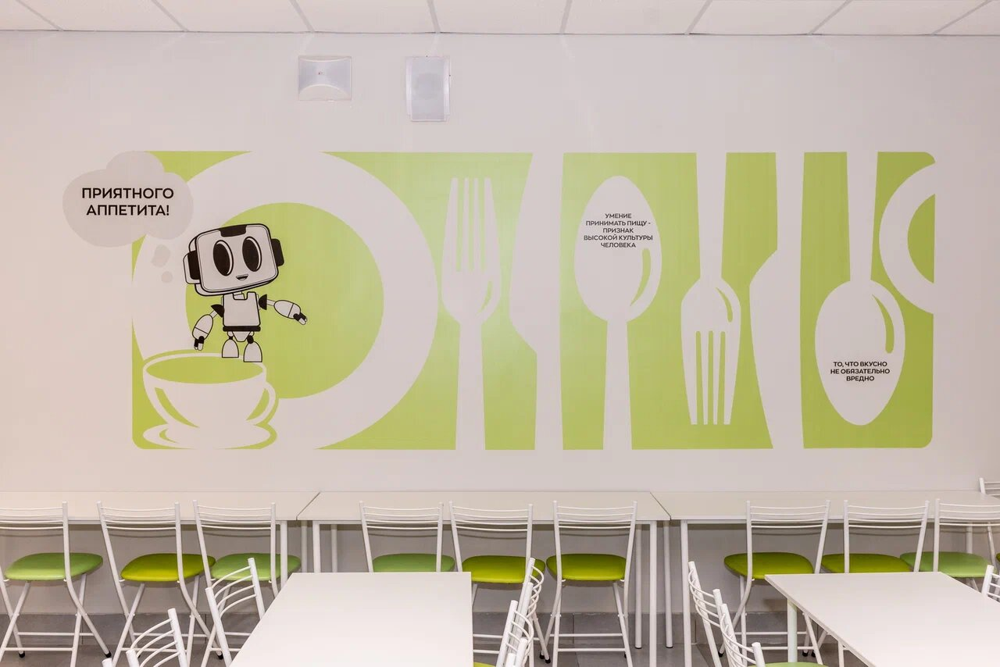 ПРИЯТНОГО
АППЕТИТА!
УМЕНИЕ
ПРИНИМАТЬ ПИЩУ -
ПРИЗНАК
ВЫСОКОЙ КУЛЬТУРЫ
ЧЕЛОВЕКА
ТО, ЧТО ВКУСНО
НЕ ОБЯЗАТЕЛЬНО
ВРЕДНО